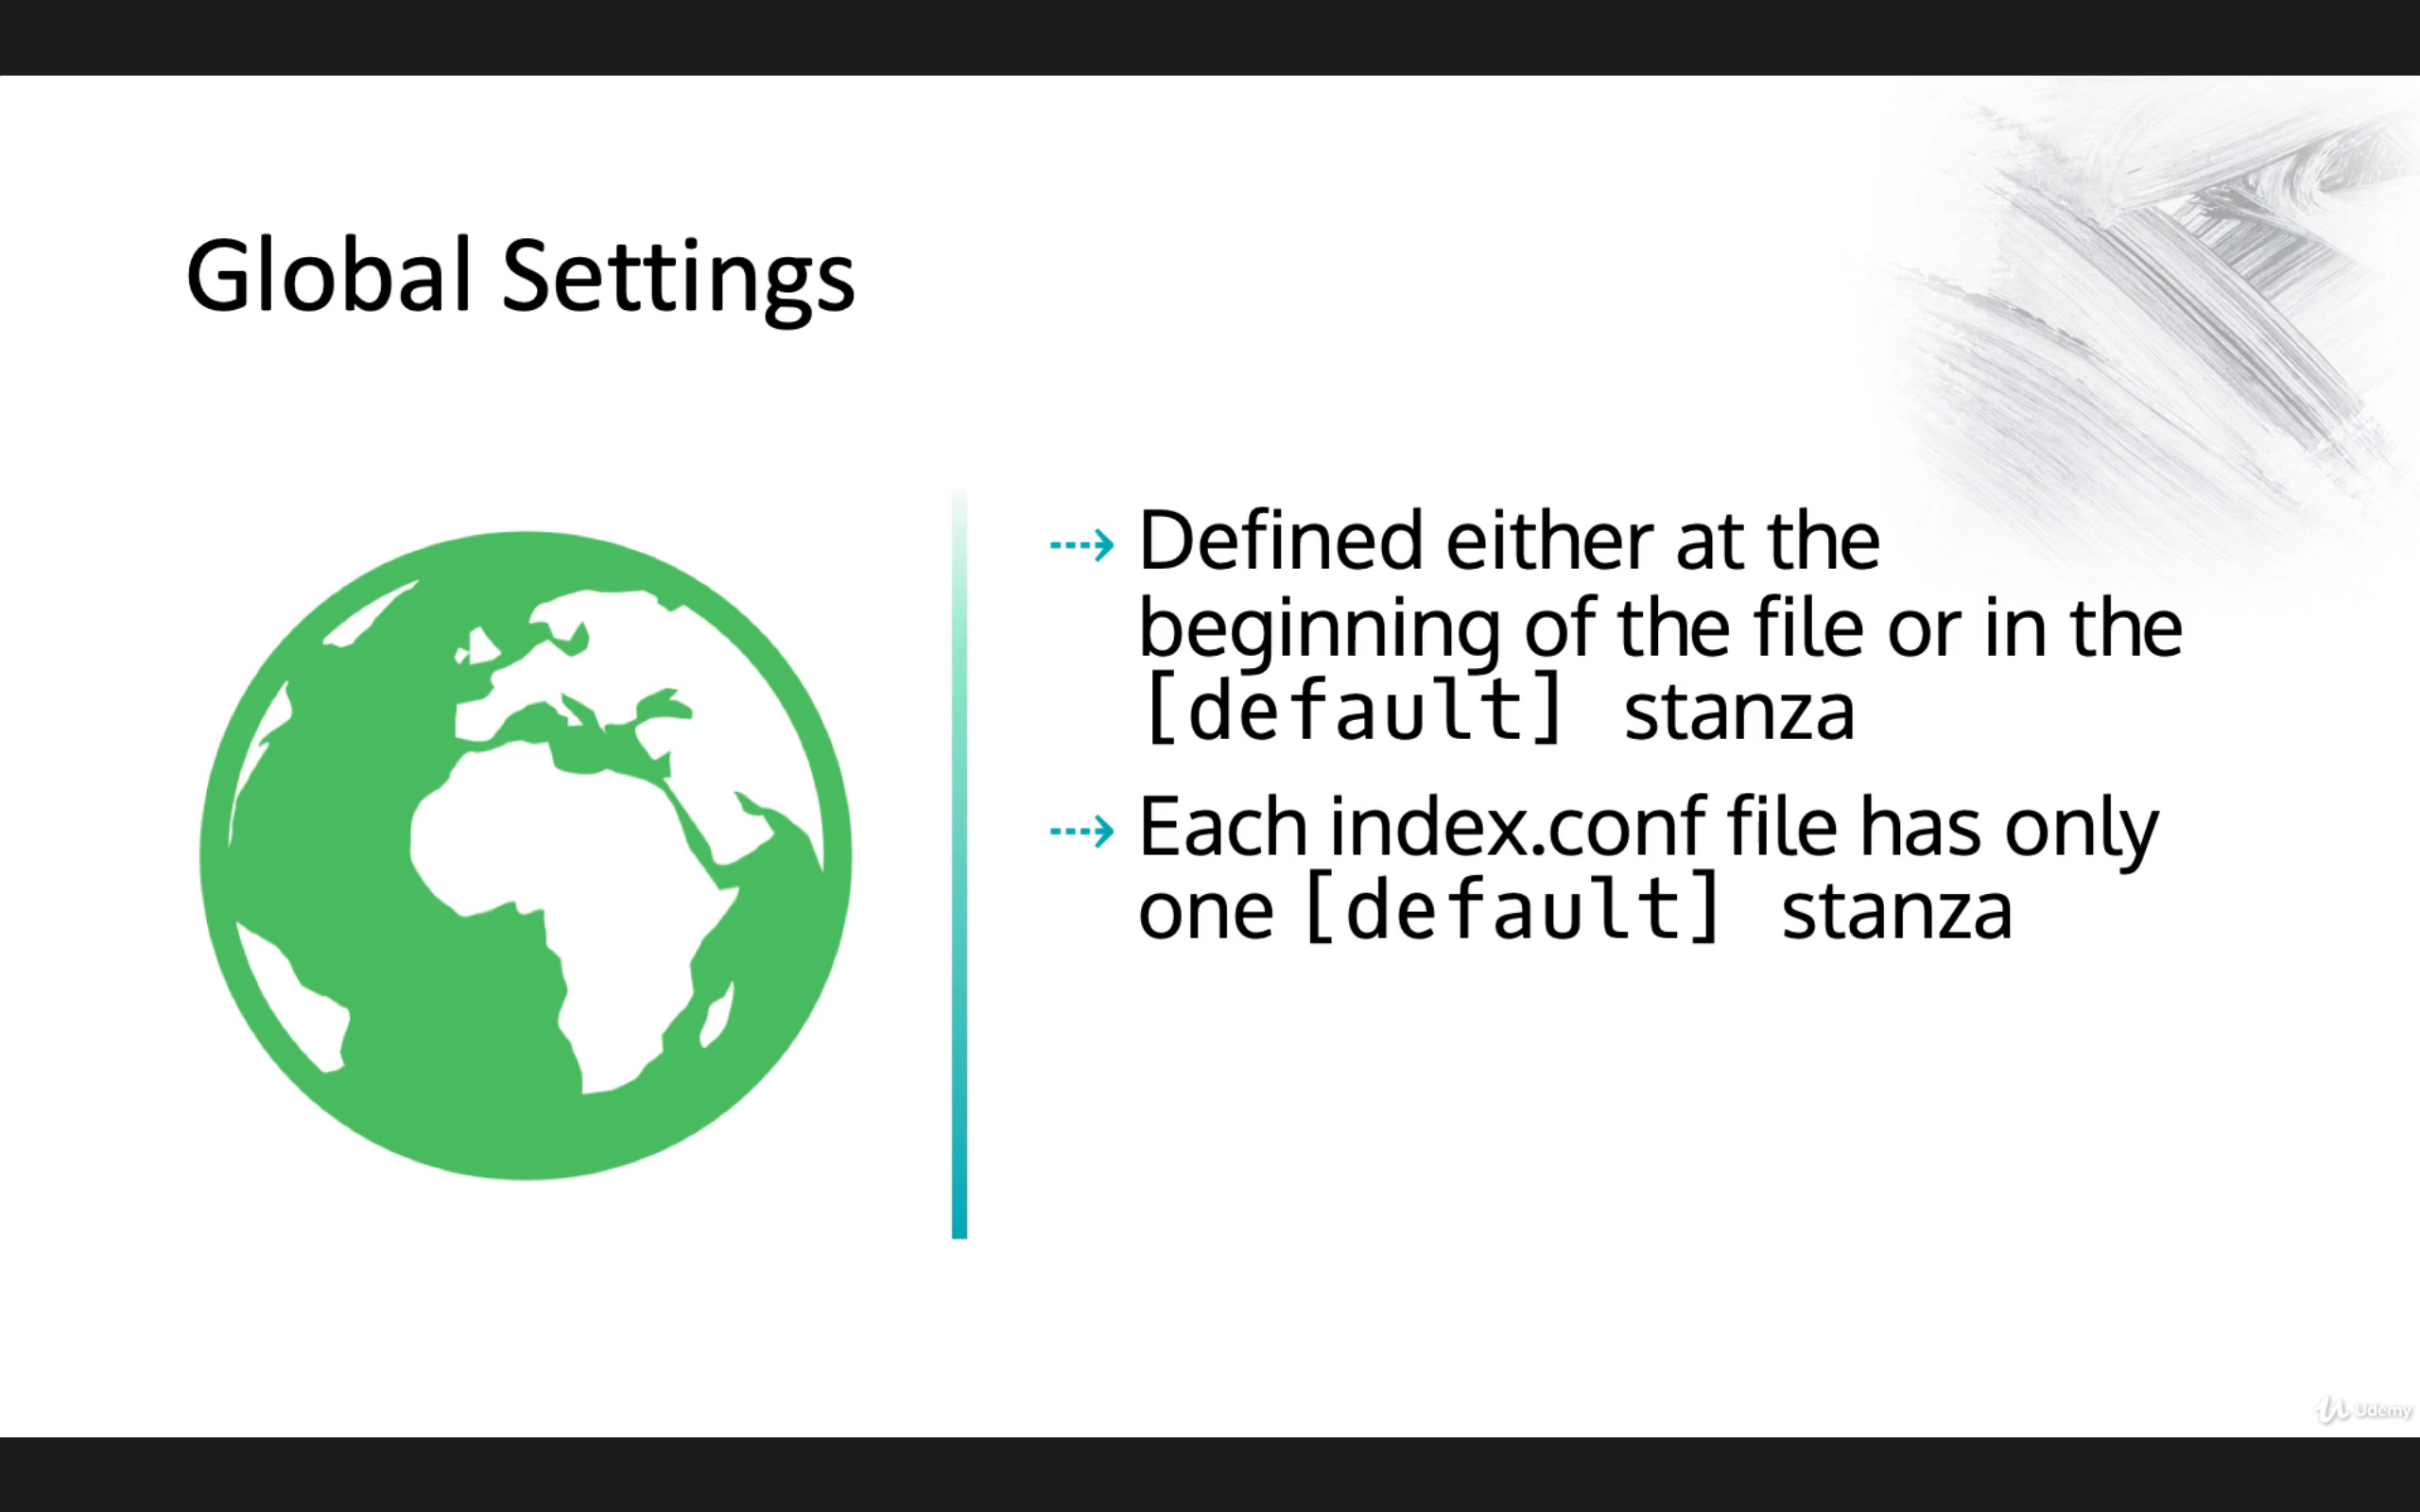 Global Settings
Defined either at the
beginning of the file or in the
[default] stanza
Each index.conf file has only
one [default] stanza
Udemy